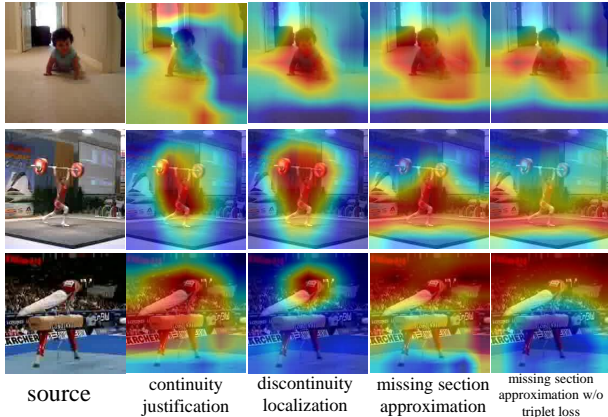 source
continuity
justification
discontinuity
localization
missing section
approximation
missing section
approximation w/o
triplet loss